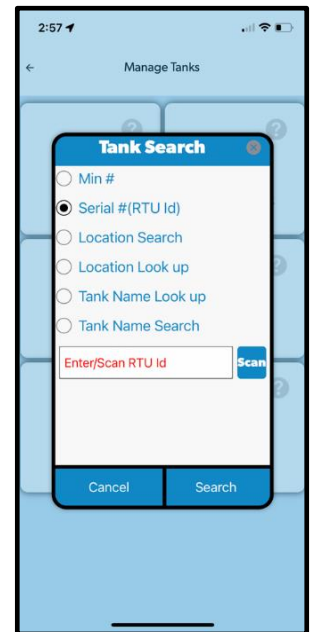 2:57
← Manage Tanks
? ?
Tank Search
Min #
Serial #(RTU Id)
Location Search
Location Look up
?
Tank Name Look up
Tank Name Search
Enter/Scan RTU Id Scan
?
Cancel Search